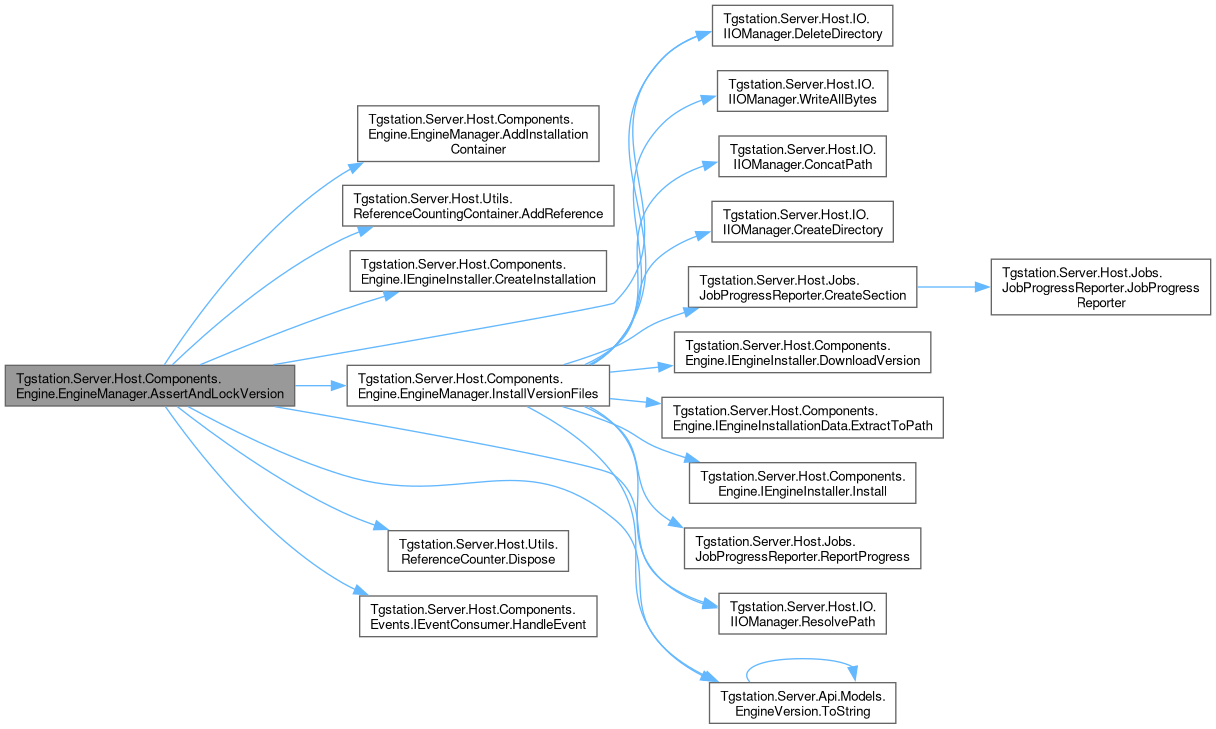 Tgstation.Server.Host.Components.
Engine.EngineManager.AssertAndLockVersion
Tgstation.Server.Host.Components.
Engine.EngineManager.AddInstallation
Container
Tgstation.Server.Host.Utils.
ReferenceCountingContainer.AddReference
Tgstation.Server.Host.Components.
Engine.IEngineInstaller.CreateInstallation
Tgstation.Server.Host.Components.
Engine.EngineManager.InstallVersionFiles
Tgstation.Server.Host.Utils.
ReferenceCounter.Dispose
Tgstation.Server.Host.Components.
Events.IEventConsumer.HandleEvent
Tgstation.Server.Host.IO.
IIOManager.DeleteDirectory
Tgstation.Server.Host.IO.
IIOManager.WriteAllBytes
Tgstation.Server.Host.IO.
IIOManager.ConcatPath
Tgstation.Server.Host.IO.
IIOManager.CreateDirectory
Tgstation.Server.Host.Jobs.
JobProgressReporter.CreateSection
Tgstation.Server.Host.Components.
Engine.IEngineInstaller.DownloadVersion
Tgstation.Server.Host.Components.
Engine.IEngineInstallationData.ExtractToPath
Tgstation.Server.Host.Components.
Engine.IEngineInstaller.Install
Tgstation.Server.Host.Jobs.
JobProgressReporter.ReportProgress
Tgstation.Server.Host.IO.
IIOManager.ResolvePath
Tgstation.Server.Api.Models.
EngineVersion.ToString
Tgstation.Server.Host.Jobs.
JobProgressReporter.JobProgress
Reporter